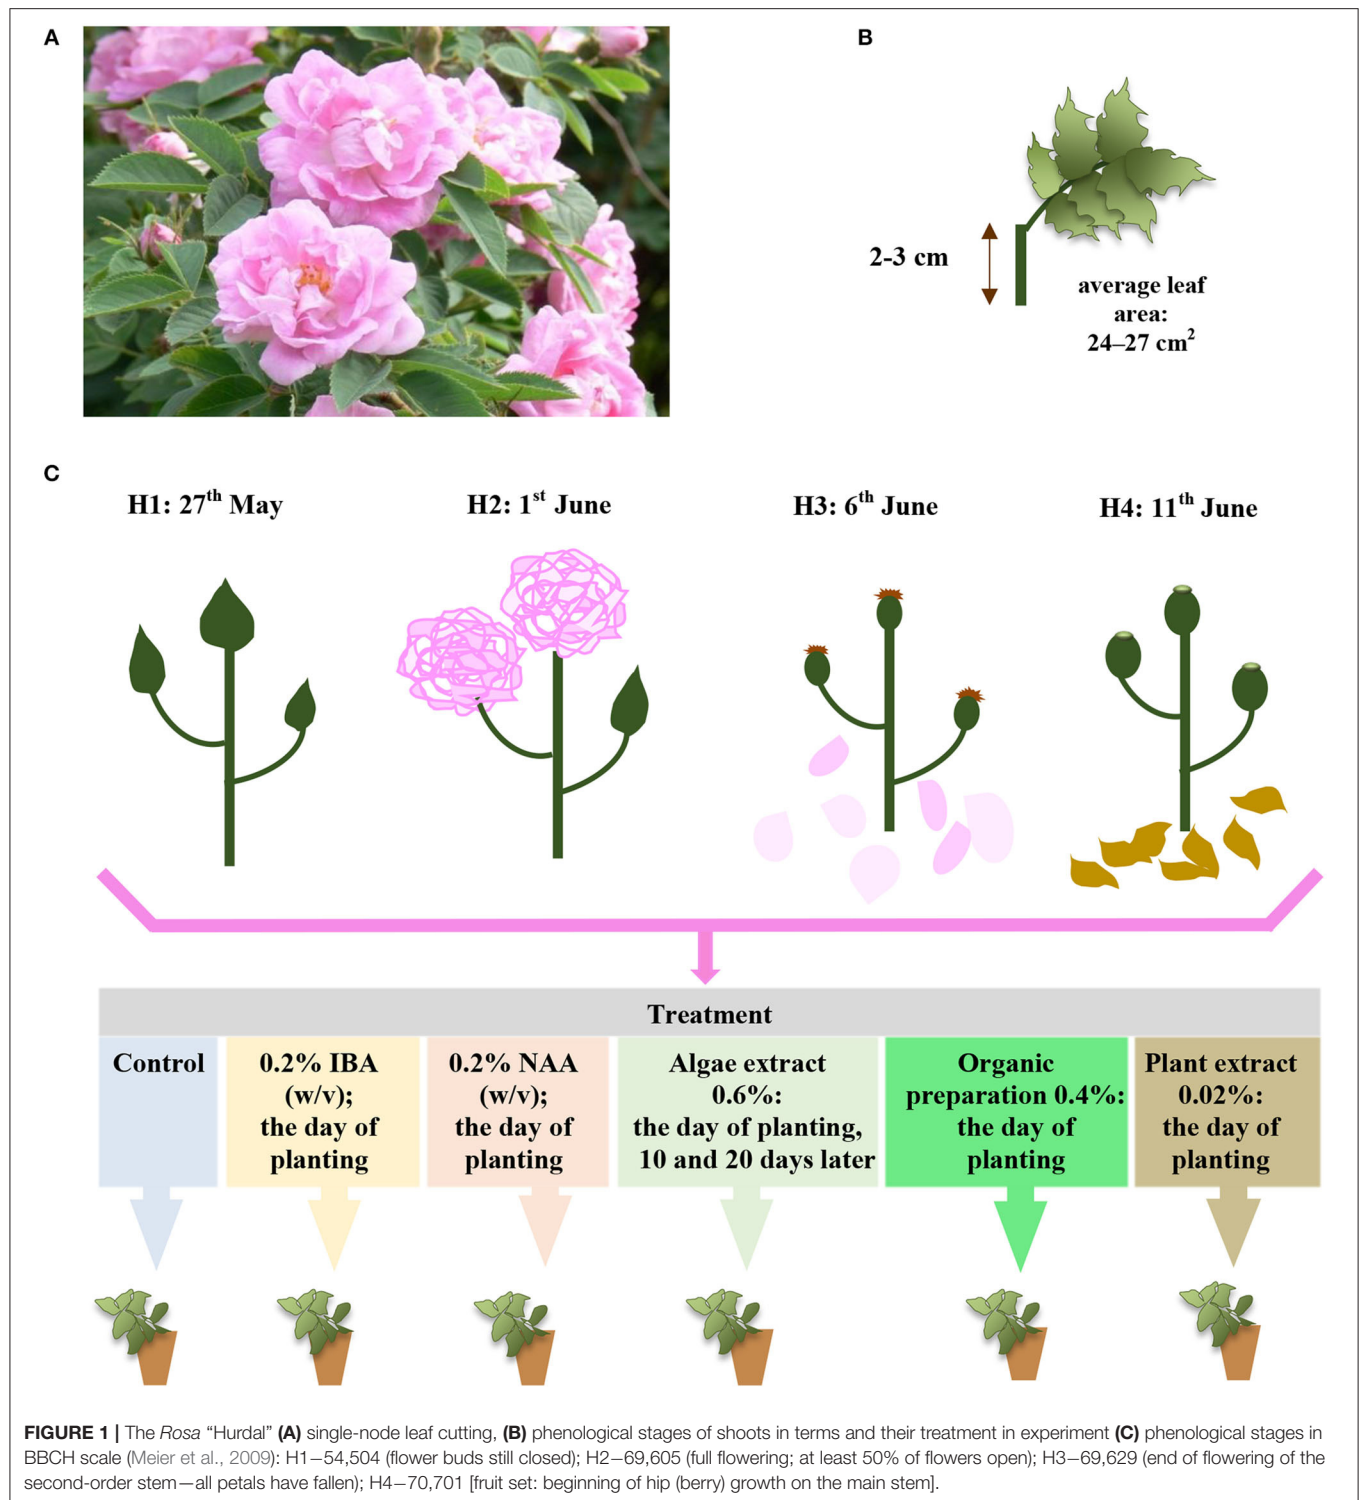 A
B
2-3 cm
average leaf
area:
24–27 cm²
C
H1: 27th May
H2: 1st June
H3: 6th June
H4: 11th June
Treatment
Control
0.2% IBA
(w/v);
the day of
planting
0.2% NAA
(w/v);
the day of
planting
Algae extract
0.6%:
the day of planting,
10 and 20 days later
Organic
preparation 0.4%:
the day of
planting
Plant extract
0.02%:
the day of
planting
FIGURE 1 | The Rosa “Hurdal” (A) single-node leaf cutting, (B) phenological stages of shoots in terms and their treatment in experiment (C) phenological stages in
BBCH scale (Meier et al., 2009): H1–54,504 (flower buds still closed); H2–69,605 (full flowering; at least 50% of flowers open); H3–69,629 (end of flowering of the
second-order stem—all petals have fallen); H4–70,701 [fruit set: beginning of hip (berry) growth on the main stem].